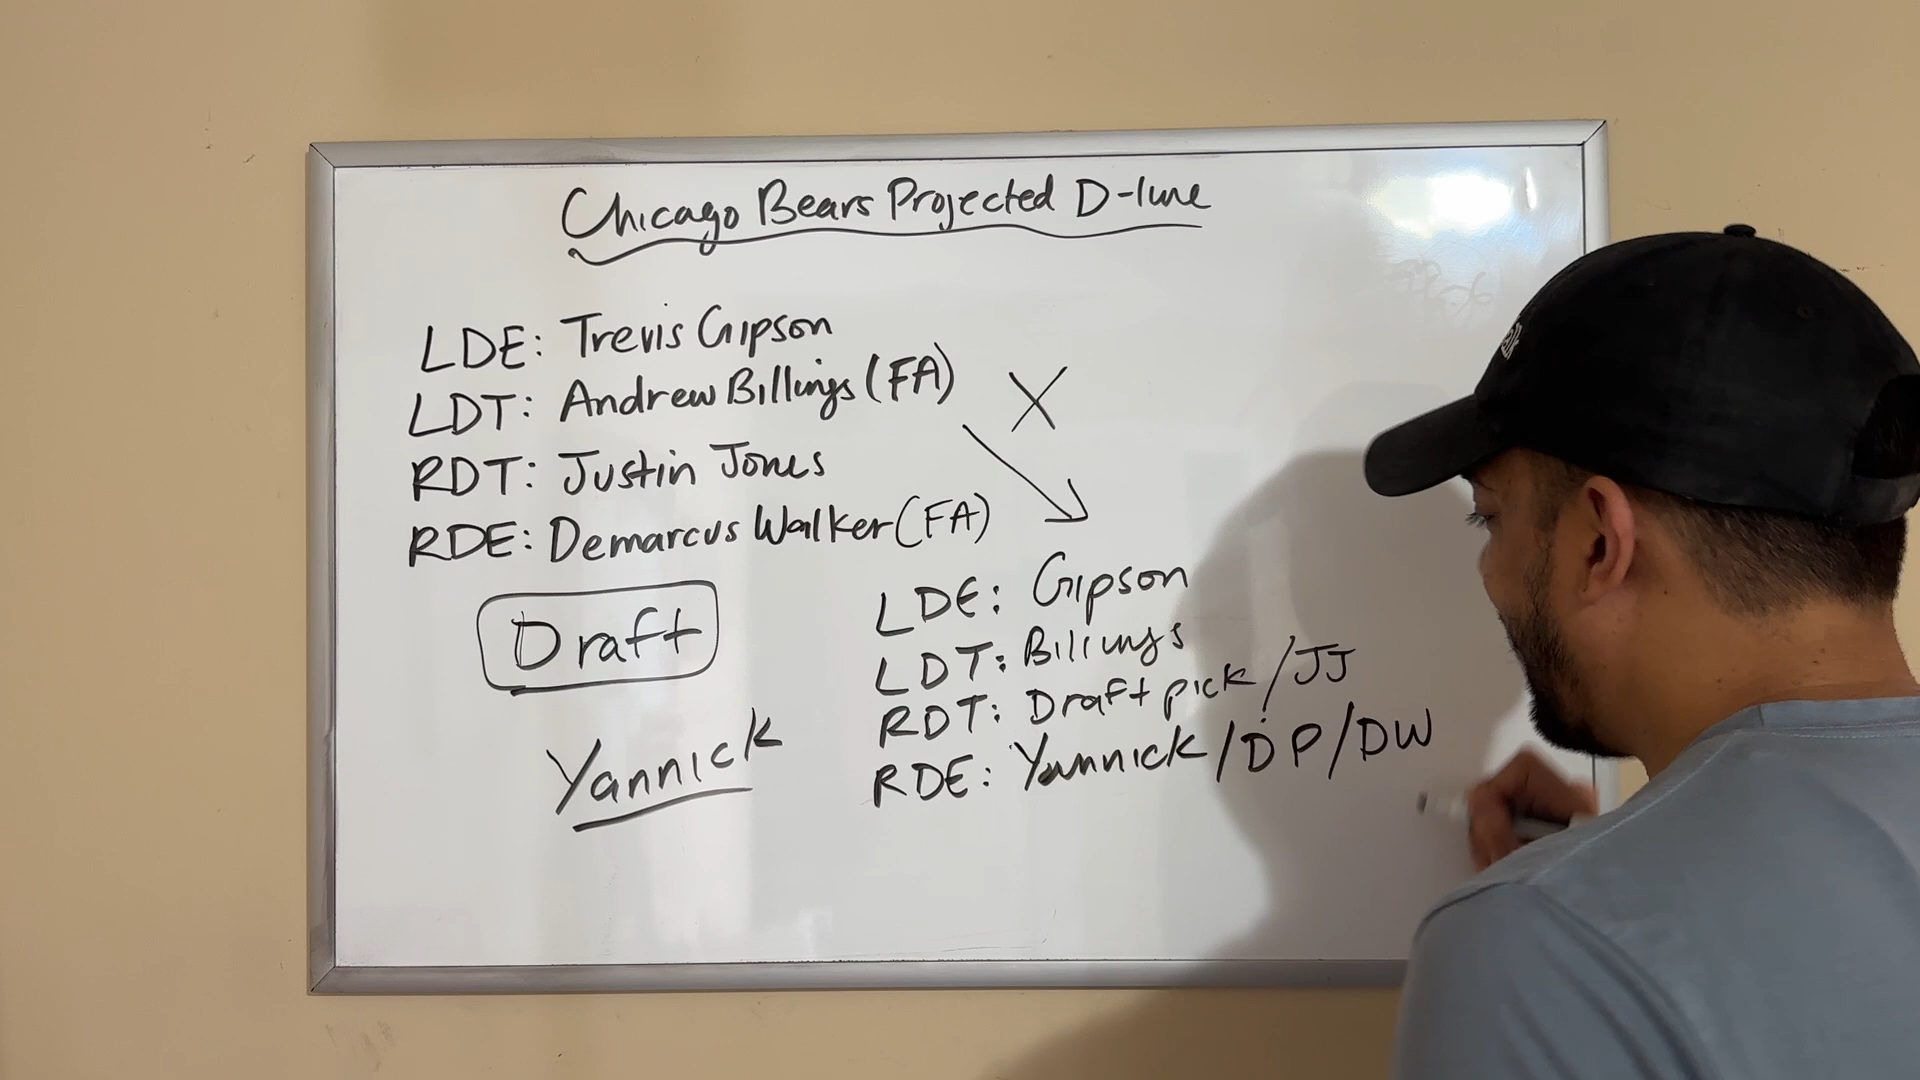 Chicago Bears Projected D-line
LDE: Trevis Gipson
LDT: Andrew Billings (FA)
X
RDT: Justin Jones
RDE: Demarcus Walker (FA)
Draft
Yannick
LDE: Gipson
LDT: Billings
RDT: Draft pick/JJ
RDE: Yannick/DP/DW